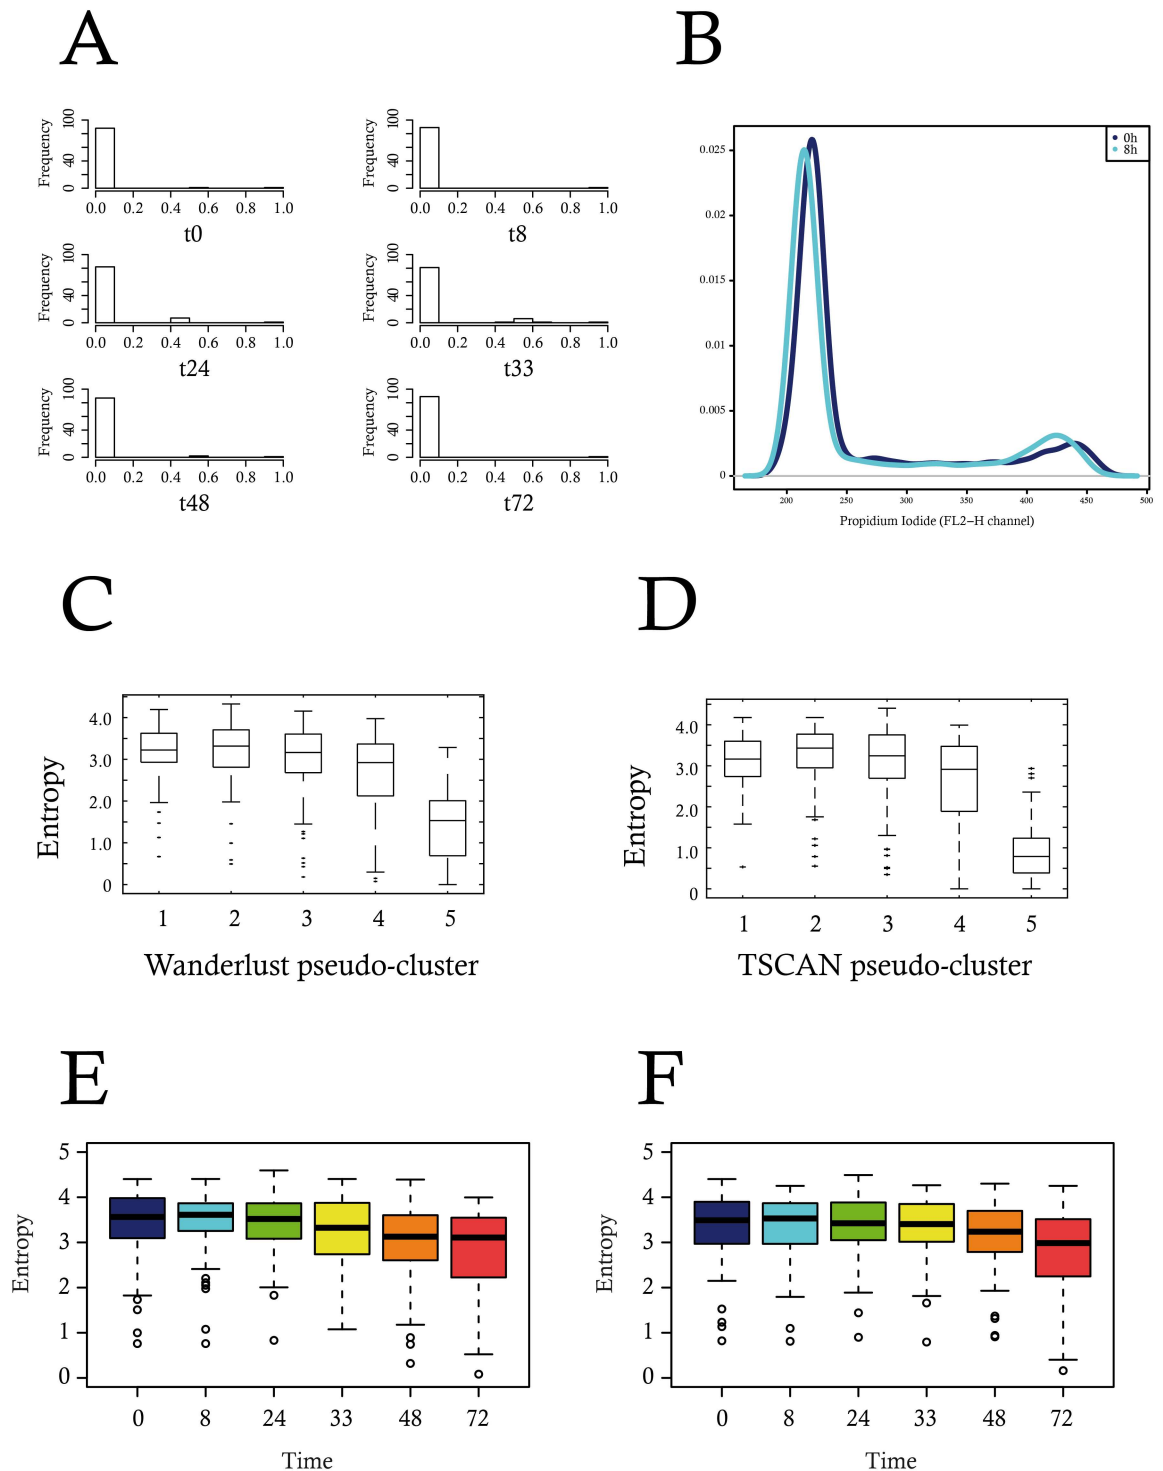 A
B
Frequency
0 40 100
0.0 0.2 0.4 0.6 0.8 1.0
t0
Frequency
0 40 100
0.0 0.2 0.4 0.6 0.8 1.0
t8
Frequency
0 40 100
0.0 0.2 0.4 0.6 0.8 1.0
t24
Frequency
0 40 100
0.0 0.2 0.4 0.6 0.8 1.0
t33
Frequency
0 40 100
0.0 0.2 0.4 0.6 0.8 1.0
t48
Frequency
0 40 100
0.0 0.2 0.4 0.6 0.8 1.0
t72
0h
8h
0.025
0.02
0.015
0.01
0.005
0
200 250 300 350 400 450 500
Propidium Iodide (FL2−H channel)
C
D
Entropy
4.0
3.0
2.0
1.0
0
1 2 3 4 5
Wanderlust pseudo-cluster
Entropy
4.0
3.0
2.0
1.0
0
1 2 3 4 5
TSCAN pseudo-cluster
E
F
Entropy
5
4
3
2
1
0
0 8 24 33 48 72
Time
Entropy
5
4
3
2
1
0
0 8 24 33 48 72
Time